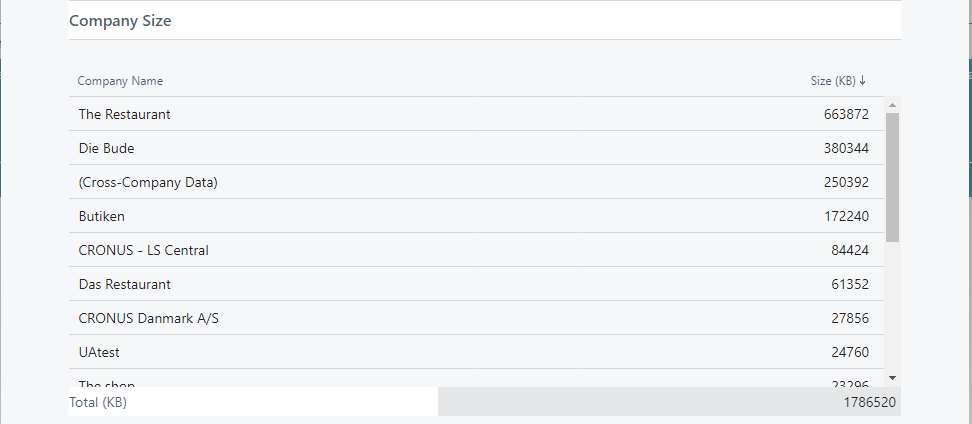 Company Size
Company Name Size (KB) ↓
The Restaurant 663872
Die Bude 380344
(Cross-Company Data) 250392
Butiken 172240
CRONUS - LS Central 84424
Das Restaurant 61352
CRONUS Danmark A/S 27856
UAtest 24760
The shop 23296
Total (KB) 1786520